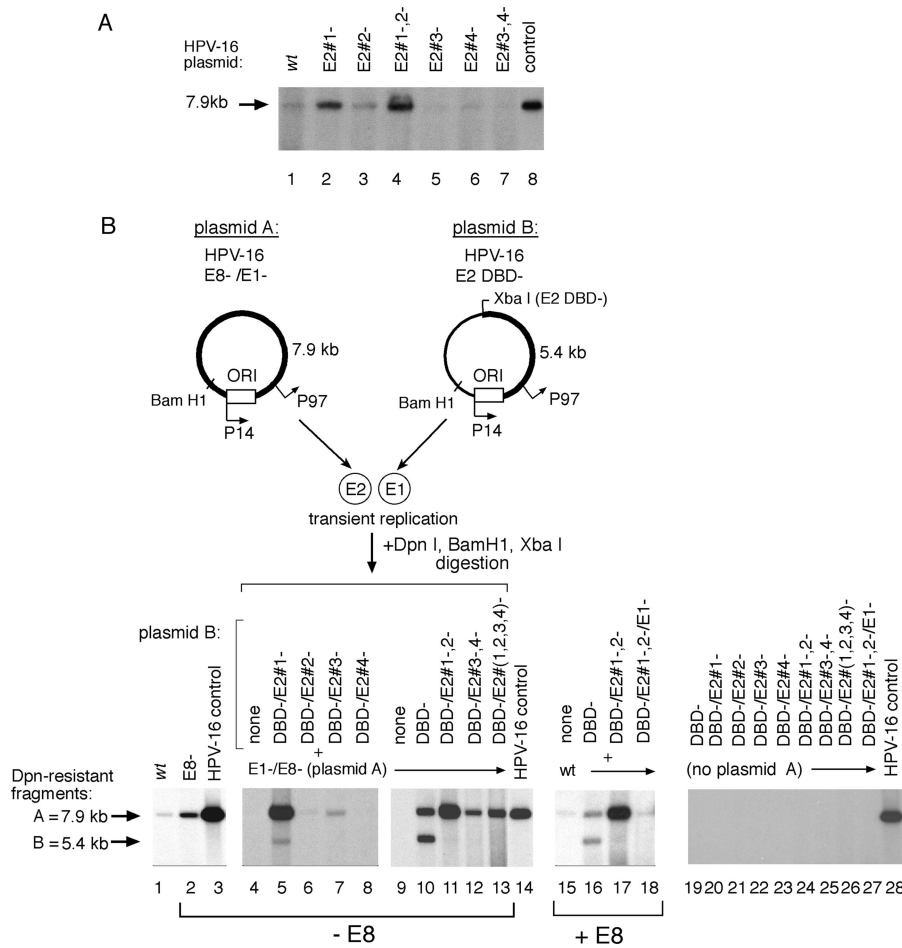 A
HPV-16
plasmid:
wt
E2#1-
E2#2-
E2#1-,2-
E2#3-
E2#4-
E2#3-,4-
control
7.9kb
1 2 3 4 5 6 7 8
B
plasmid A:
HPV-16
E8- /E1-
plasmid B:
HPV-16
E2 DBD-
Xba I (E2 DBD-)
7.9 kb
5.4 kb
ORI
ORI
Bam H1
P97
P14
Bam H1
P97
P14
E2 E1
transient replication
+Dpn I, BamH1, Xba I
digestion
plasmid B:
wt
E8-
HPV-16 control
none
DBD-/E2#1-
DBD-/E2#2-
DBD-/E2#3-
DBD-/E2#4-
+
E1-/E8- (plasmid A)
none
DBD-
DBD-/E2#1-,2-
DBD-/E2#3-,4-
DBD-/E2#(1,2,3,4)-
HPV-16 control
none
DBD-
DBD-/E2#1-,2-
DBD-/E2#1-,2-/E1-
+
wt
DBD-
DBD-/E2#1-
DBD-/E2#2-
DBD-/E2#3-
DBD-/E2#4-
DBD-/E2#1-,2-
DBD-/E2#3-,4-
DBD-/E2#(1,2,3,4)-
DBD-/E2#1-,2-/E1-
HPV-16 control
(no plasmid A)
Dpn-resistant
fragments:
A = 7.9 kb
B = 5.4 kb
1 2 3 4 5 6 7 8 9 10 11 12 13 14 15 16 17 18 19 20 21 22 23 24 25 26 27 28
- E8
+ E8